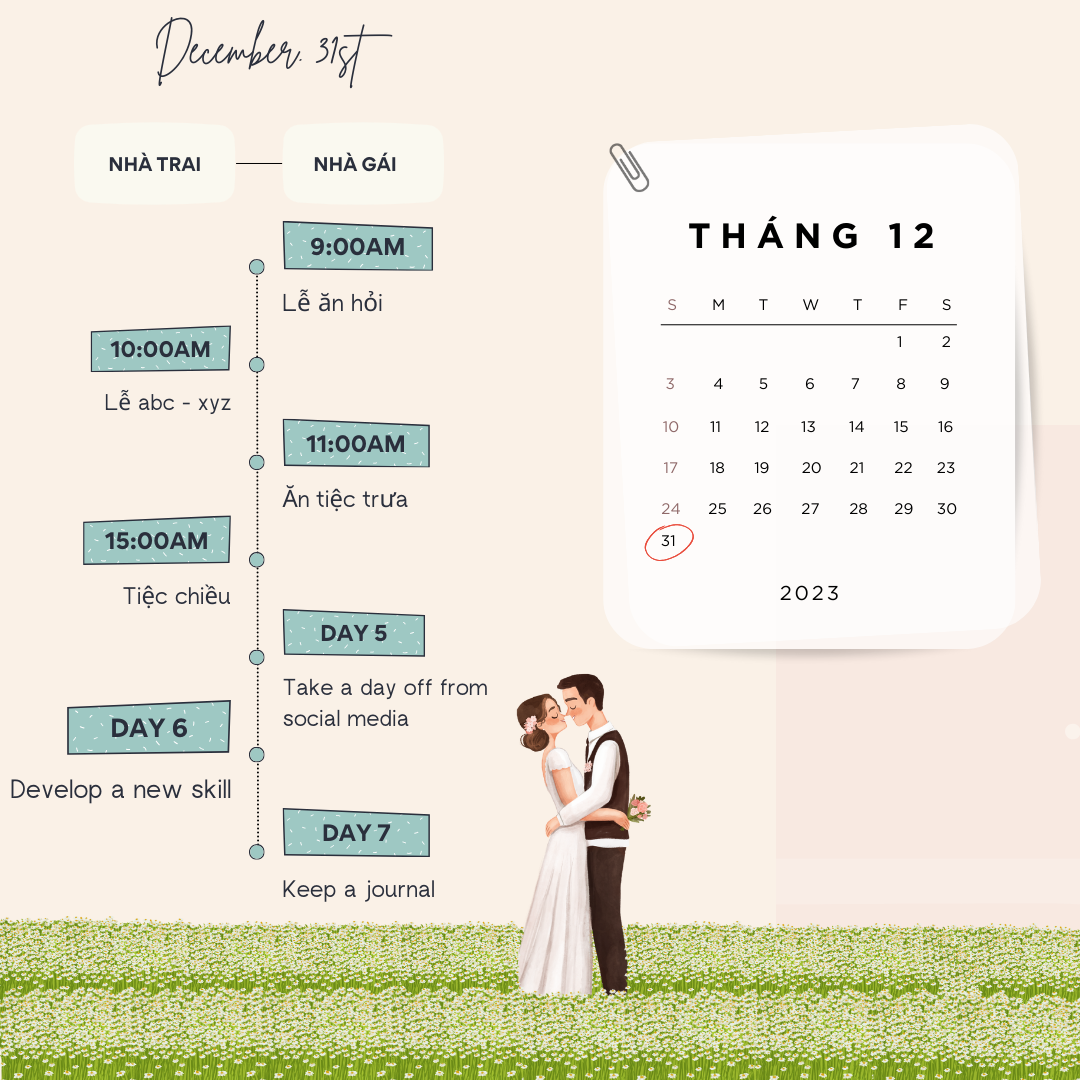 December. 31st
NHÀ TRAI
NHÀ GÁI
9:00AM
Lễ ăn hỏi
10:00AM
Lễ abc - xyz
11:00AM
Ăn tiệc trưa
15:00AM
Tiệc chiều
DAY 5
Take a day off from
social media
DAY 6
Develop a new skill
DAY 7
Keep a journal
THÁNG 12
S M T W T F S
1 2
3 4 5 6 7 8 9
10 11 12 13 14 15 16
17 18 19 20 21 22 23
24 25 26 27 28 29 30
31
2023